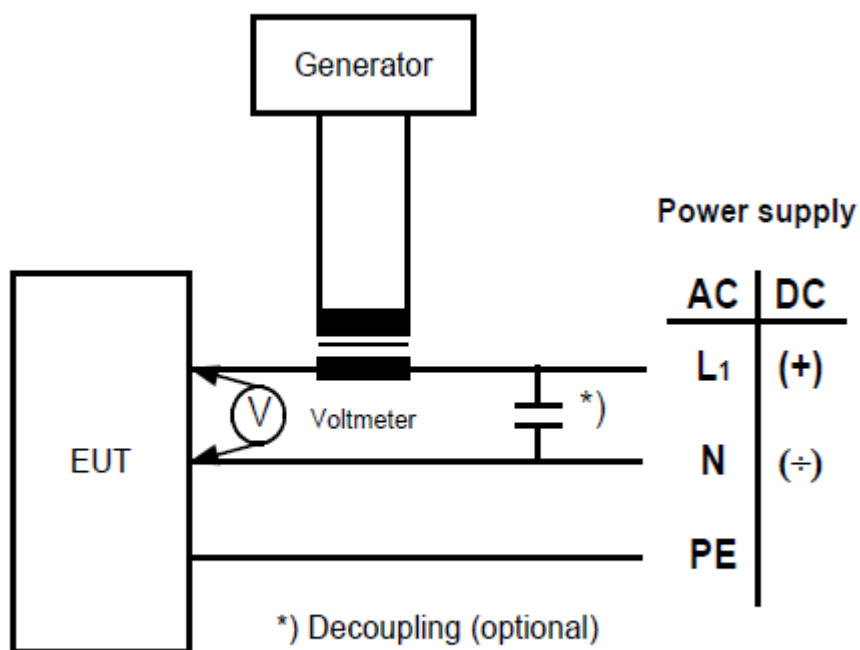 Generator
Power supply
AC DC
L1 (+)
V Voltmeter *)
EUT N (÷)
PE
*) Decoupling (optional)